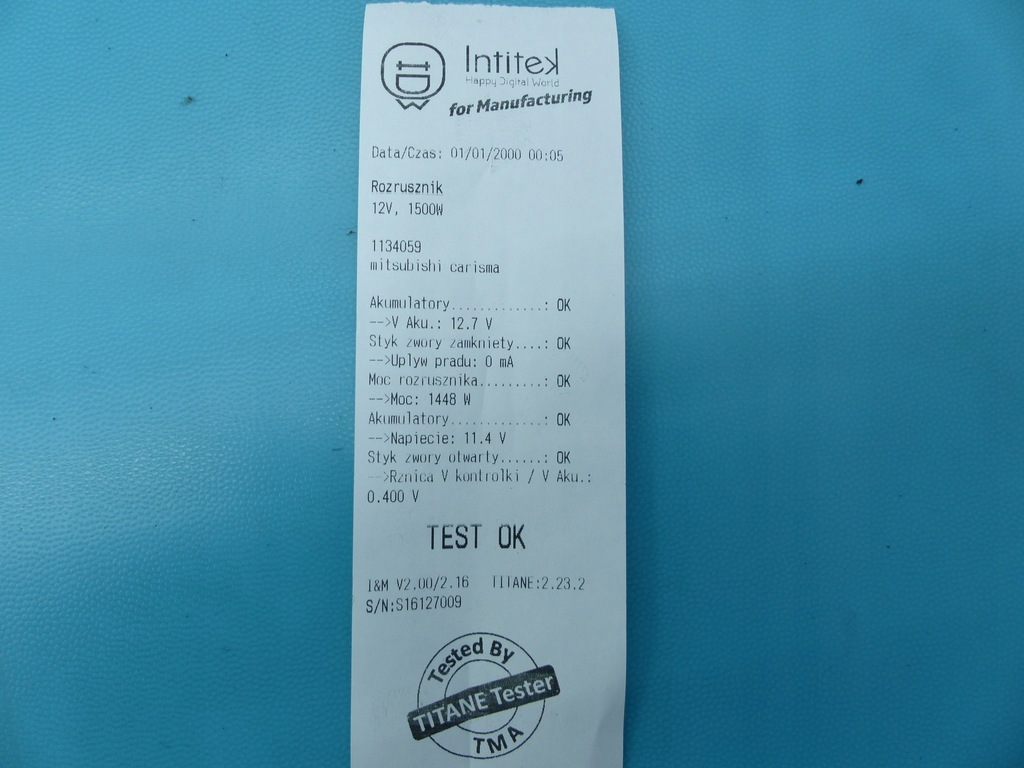 Intitek
Happy Digital World
for Manufacturing
Data/Czas: 01/01/2000 00:05
Rozrusznik
12V, 1500W
1134059
mitsubishi carisma
Akumulatory.............: OK
-->V Aku.: 12.7 V
Styk zwory zamkniety....: OK
-->Uplyw pradu: 0 mA
Moc rozrusznika.........: OK
-->Moc: 1448 W
Akumulatory.............: OK
-->Napiecie: 11.4 V
Styk zwory otwarty......: OK
-->Rznica V kontrolki / V Aku.:
0.400 V
TEST OK
I&M V2.00/2.16 TITANE:2.23.2
S/N:S16127009
Tested By
TITANE Tester
TMA